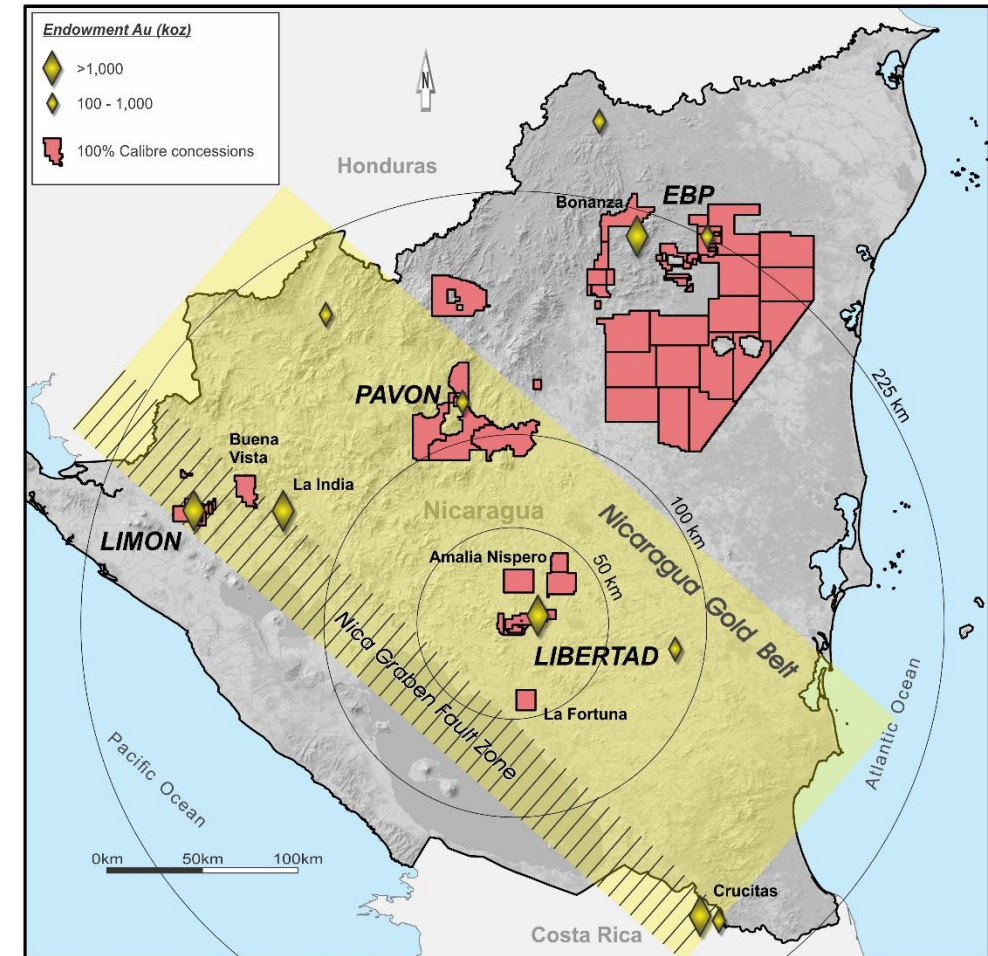 Endowment Au (koz)
>1,000
100 - 1,000
100% Calibre concessions
N
Honduras
Bonanza
EBP
PAVON
225 km
Buena
Vista
La India
LIMON
Nicaragua
100 km
Nicaragua Gold Belt
Amalia Nispero
50 km
LIBERTAD
Nica Graben Fault Zone
La Fortuna
Pacific Ocean
Atlantic Ocean
0km
50km
100km
Crucitas
Costa Rica